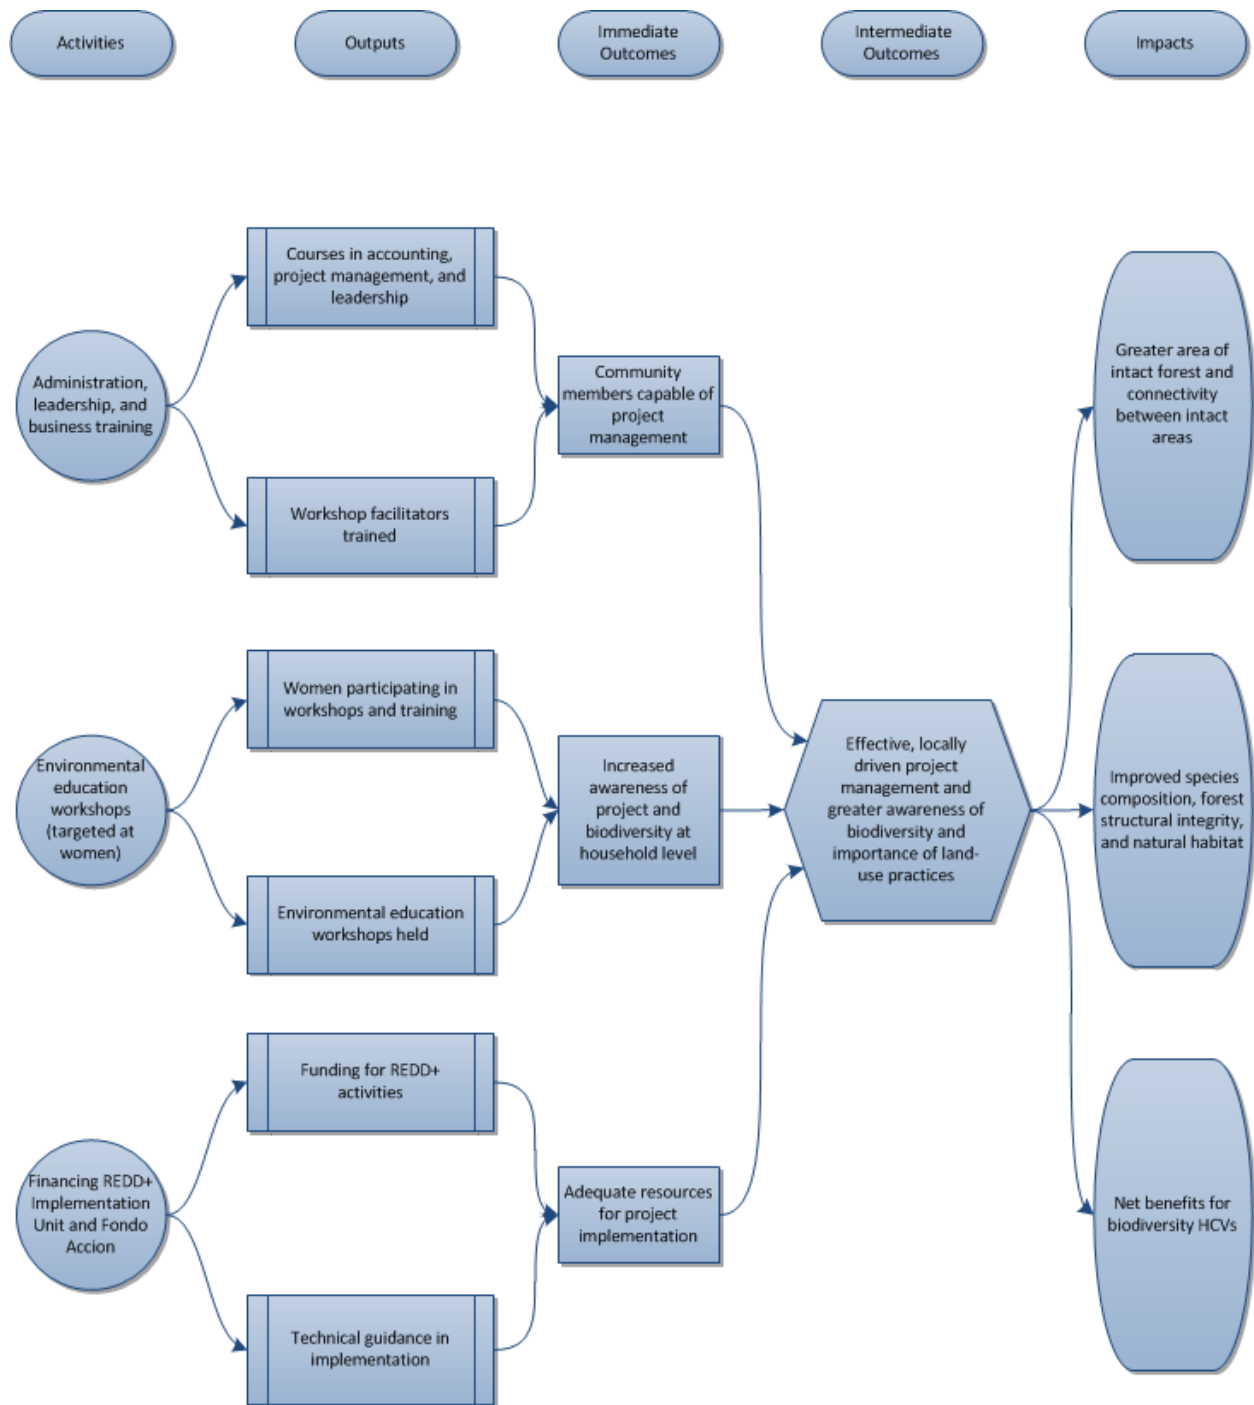 Activities
Outputs
Immediate
Outcomes
Intermediate
Outcomes
Impacts
Courses in accounting,
project management, and
leadership
Administration,
leadership, and
business training
Workshop facilitators
trained
Community
members capable of
project
management
Greater area of
intact forest and
connectivity
between intact
areas
Women participating in
workshops and training
Environmental
education
workshops
(targeted at
women)
Environmental education
workshops held
Increased
awareness of
project and
biodiversity at
household level
Effective, locally
driven project
management and
greater awareness of
biodiversity and
importance of land-
use practices
Improved species
composition, forest
structural integrity,
and natural habitat
Funding for REDD+
activities
Financing REDD+
Implementation
Unit and Fondo
Accion
Technical guidance in
implementation
Adequate resources
for project
implementation
Net benefits for
biodiversity HCVs